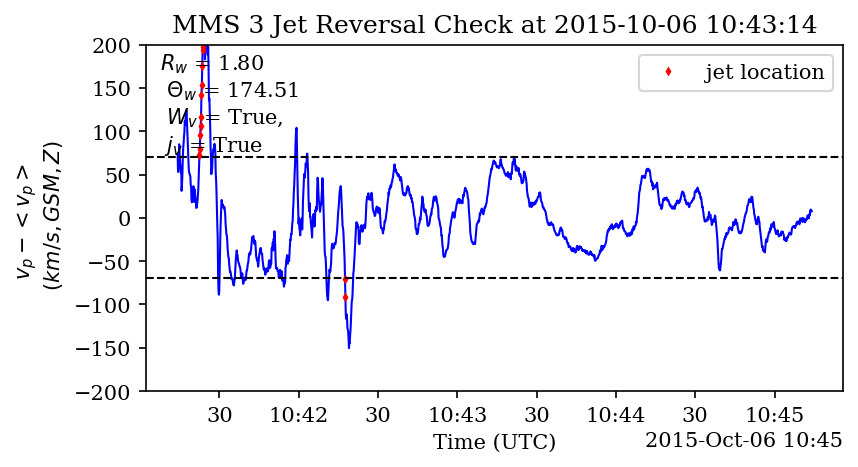 MMS 3 Jet Reversal Check at 2015-10-06 10:43:14
200
150
100
50
0
−50
−100
−150
−200
v_p − < v_p >
(km/s, GSM, Z)
R_w = 1.80
Θ_w = 174.51
W_v = True,
j_v = True
jet location
30 10:42 30 10:43 30 10:44 30 10:45
Time (UTC)
2015-Oct-06 10:45